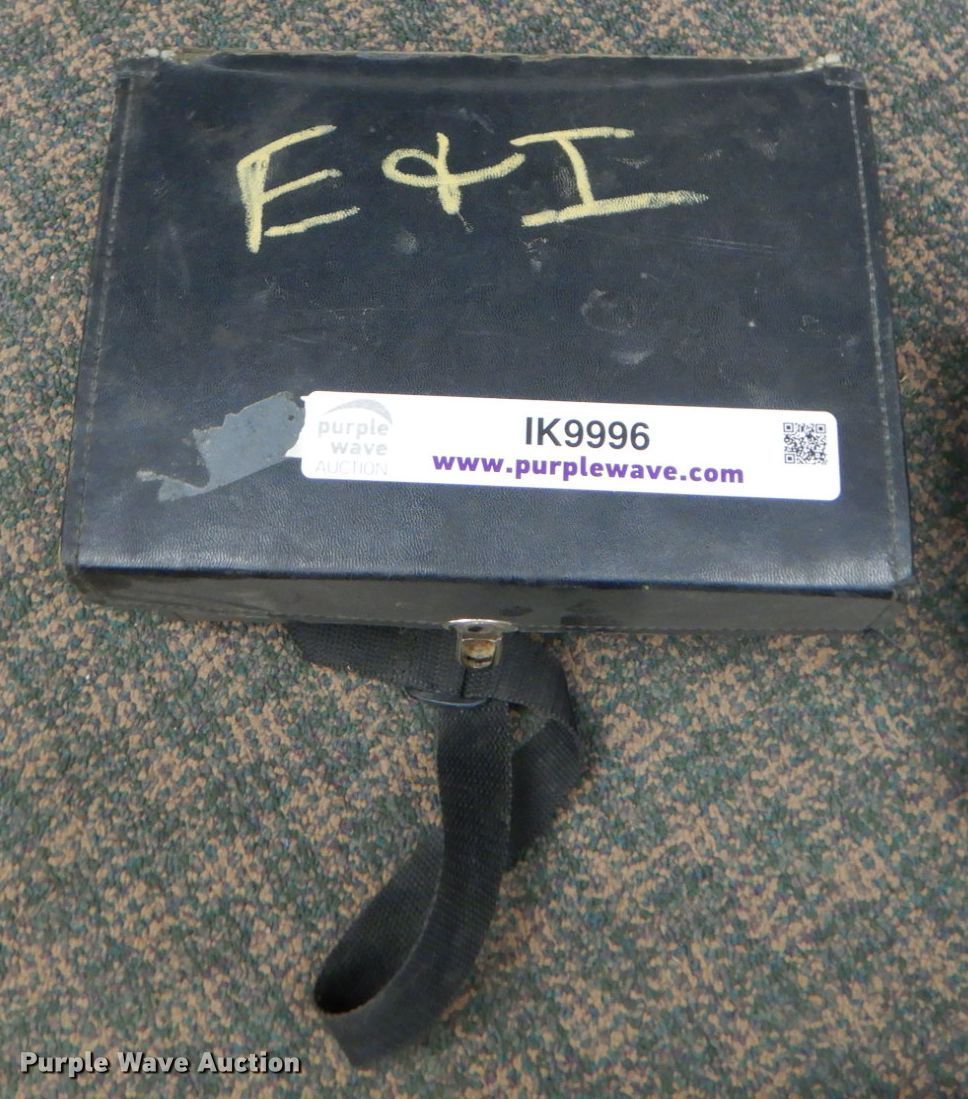 E & I
purple
wave
AUCTION
IK9996
www.purplewave.com
Purple Wave Auction